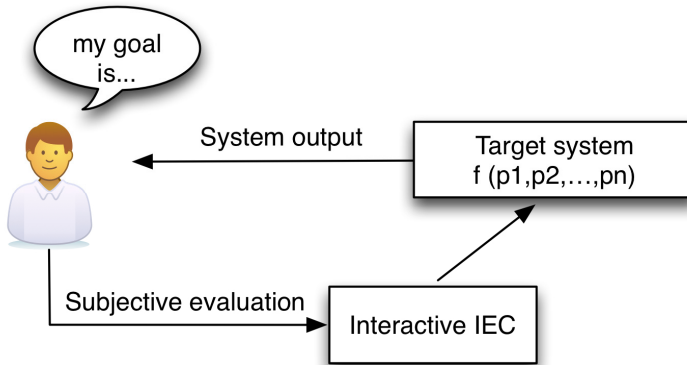 my goal
is...
System output
Target system
f (p1,p2,...,pn)
Subjective evaluation
Interactive IEC